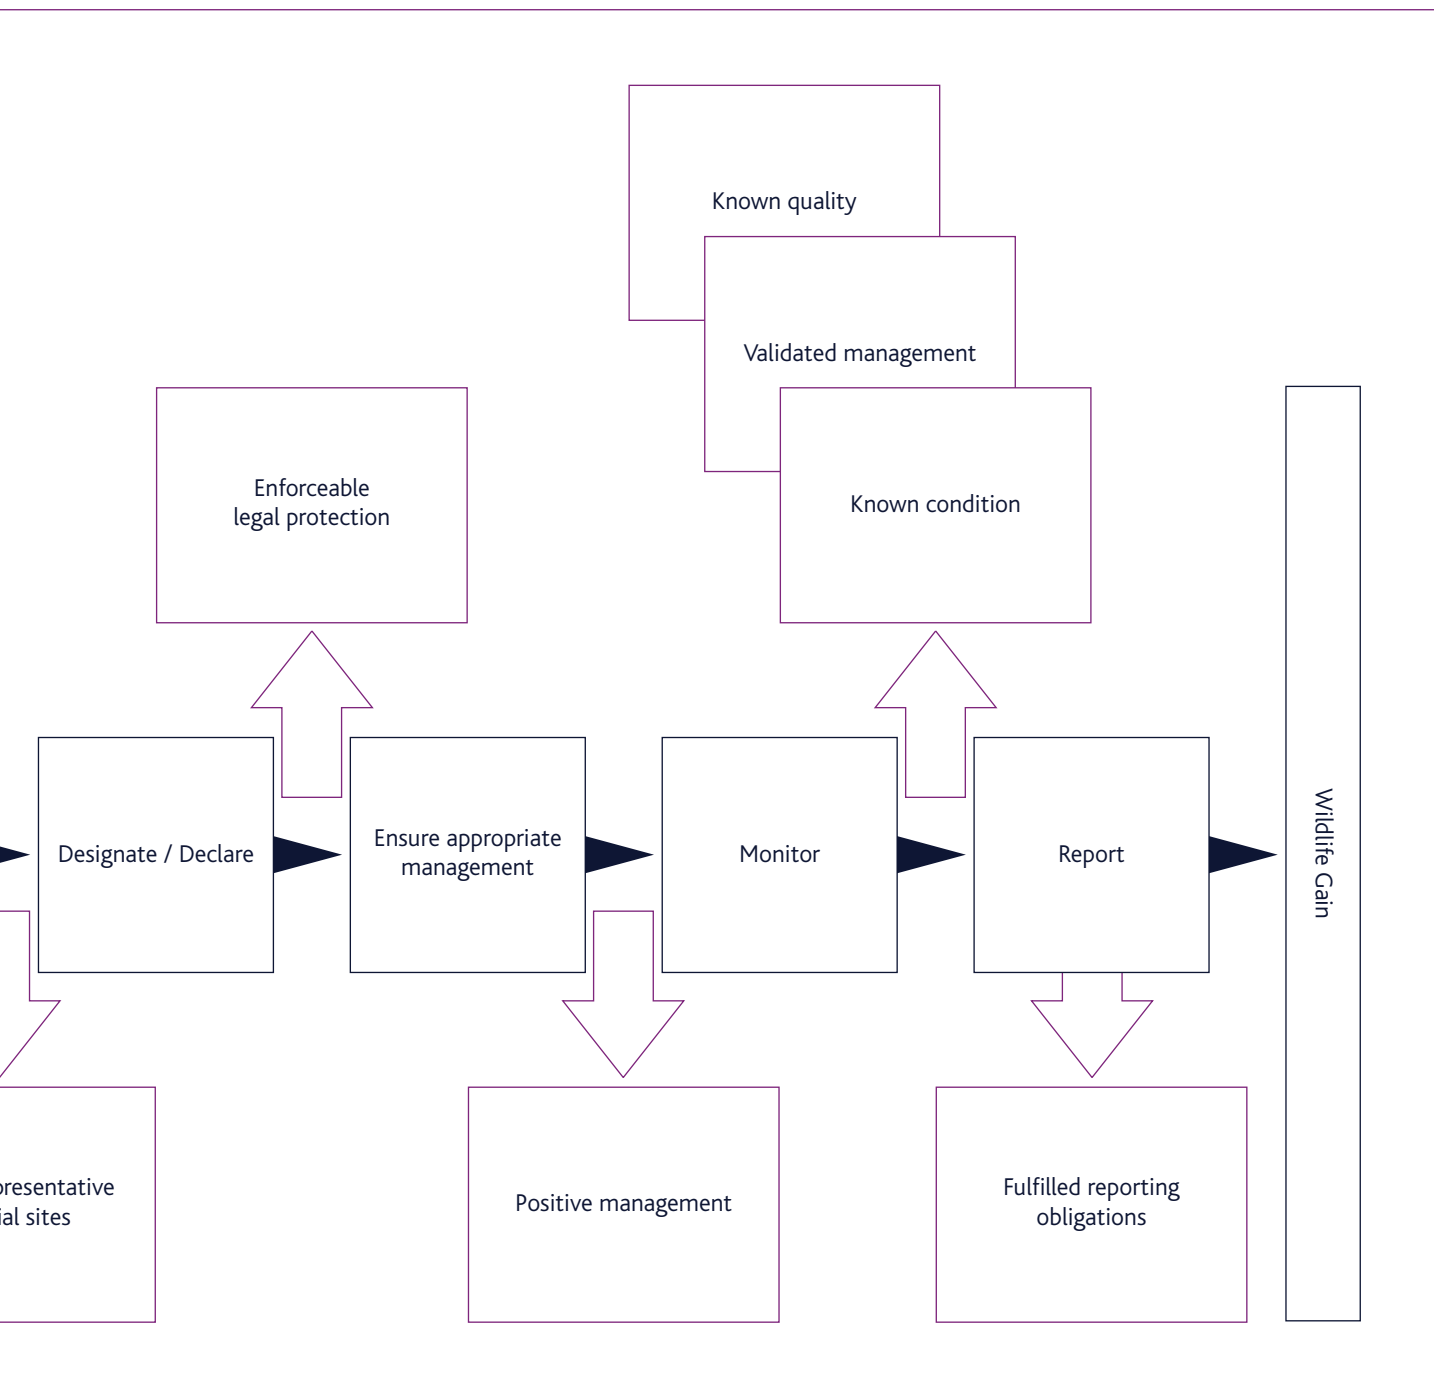 Known quality
Validated management
Enforceable
legal protection
Known condition
Designate / Declare
Ensure appropriate
management
Monitor
Report
Wildlife Gain
sites
Positive management
Fulfilled reporting
obligations